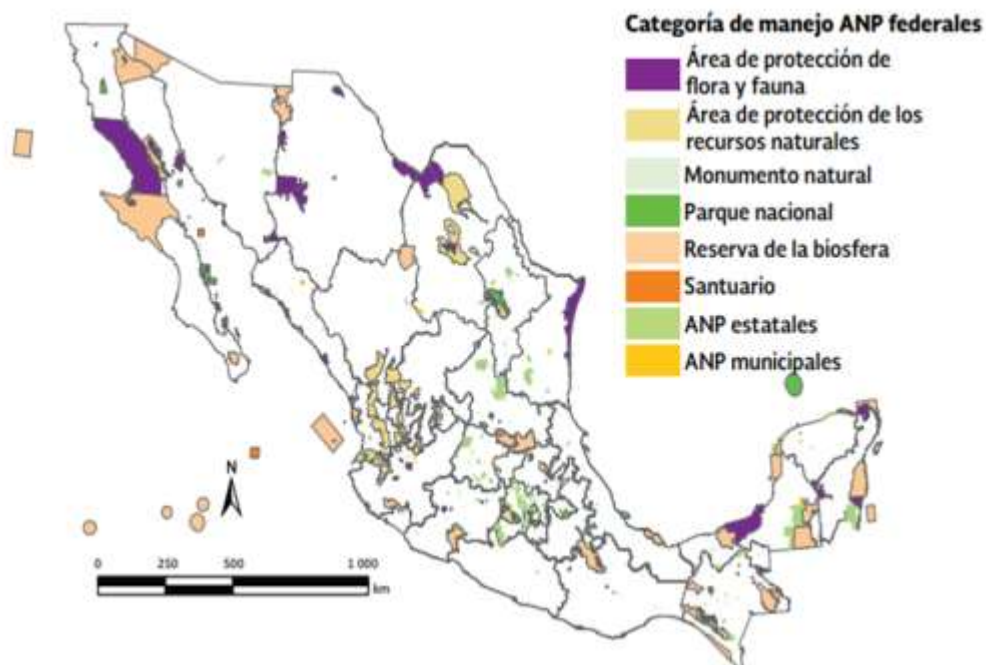 Categoría de manejo ANP federales
Área de protección de
flora y fauna
Área de protección de los
recursos naturales
Monumento natural
Parque nacional
Reserva de la biosfera
Santuario
ANP estatales
ANP municipales
N
0 250 500 1 000
km